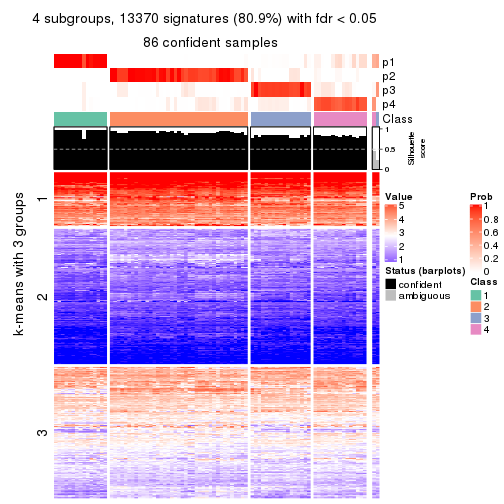 4 subgroups, 13370 signatures (80.9%) with fdr < 0.05
86 confident samples
p1
p2
p3
p4
Class
1
0.5
0
Silhouette
score
k-means with 3 groups
1
2
3
Value
5
4
3
2
1
Status (barplots)
confident
ambiguous
Prob
1
0.8
0.6
0.4
0.2
0
Class
1
2
3
4